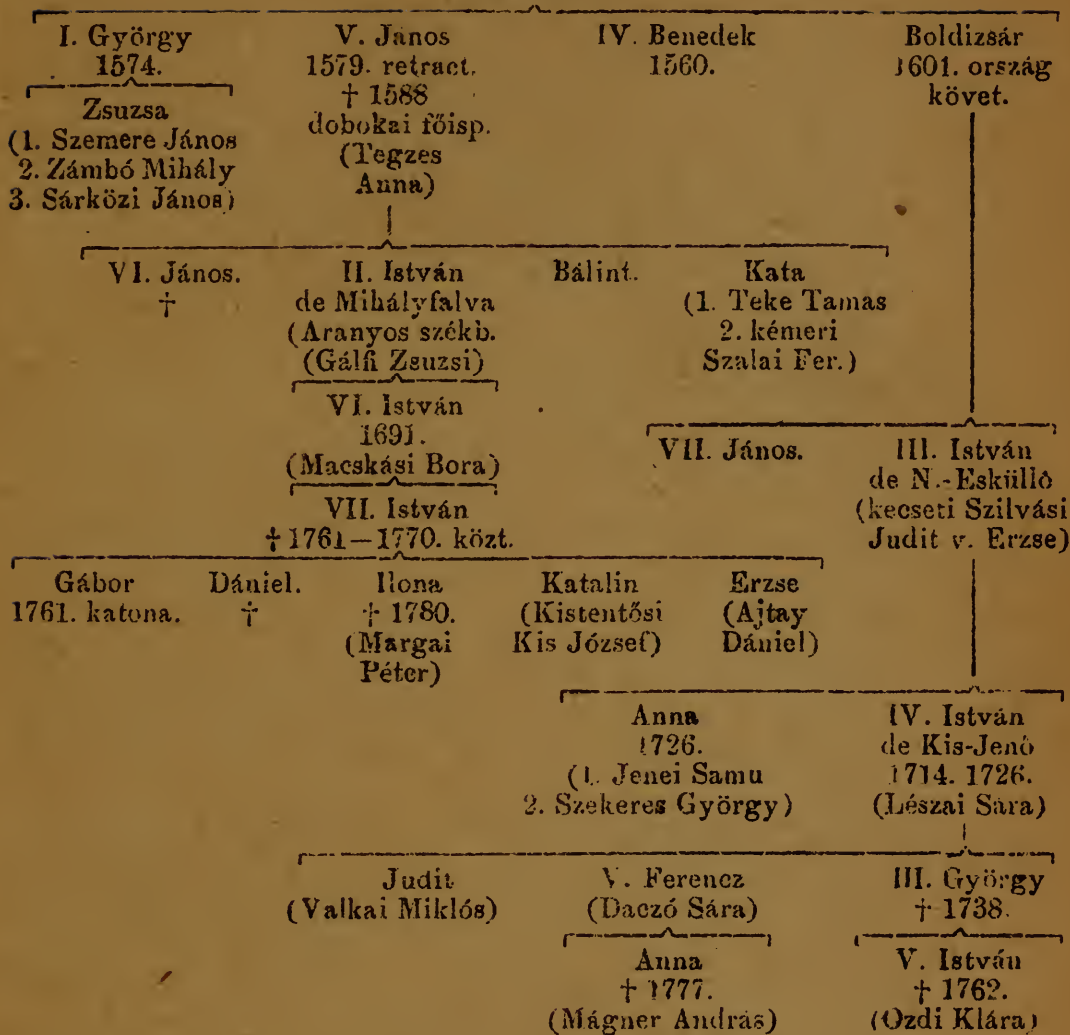 I. György
1574.
V. János
1579. retract.
† 1588
dobokai főisp.
(Tegzes
Anna)
IV. Benedek
1560.
Boldizsár
1601. ország
követ.
Zsuzsa
(1. Szemere János
2. Zámbó Mihály
3. Sárközi János)
VI. János.
†
II. István
de Mihályfalva
(Aranyos székb.
(Gálfi Zsuzsi)
Bálint.
Kata
(1. Teke Tamas
2. kémeri
Szalai Fer.)
VI. István
1691.
(Macskási Bora)
VII. János.
III. István
de N.-Esküllő
(kecseti Szilvási
Judit v. Erzse)
VII. István
† 1761—1770. közt.
Gábor
1761. katona.
Dániel.
†
Ilona
† 1780.
(Margai
Péter)
Katalin
(Kistentősi
Kis József)
Erzse
(Ajtay
Dániel)
Anna
1726.
(1. Jenei Samu
2. Szekeres György)
IV. István
de Kis-Jenő
1714. 1726.
(Lészai Sára)
Judit
(Valkai Miklós)
V. Ferencz
(Daczó Sára)
III. György
† 1738.
Anna
† 1777.
(Mágner András)
V. István
† 1762.
(Ozdi Klára)